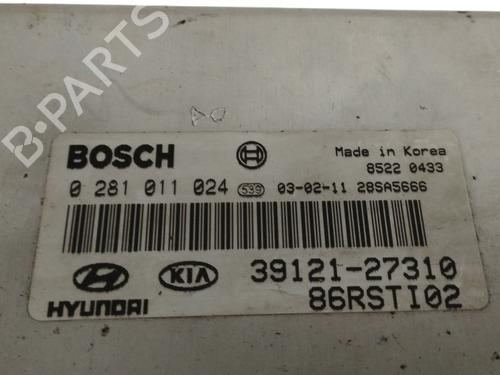 B-PARTS
BOSCH
Made in Korea
8522 0433
0 281 011 024 539 03-02-11 28SA5666
HYUNDAI KIA 39121-27310
86RSTI02